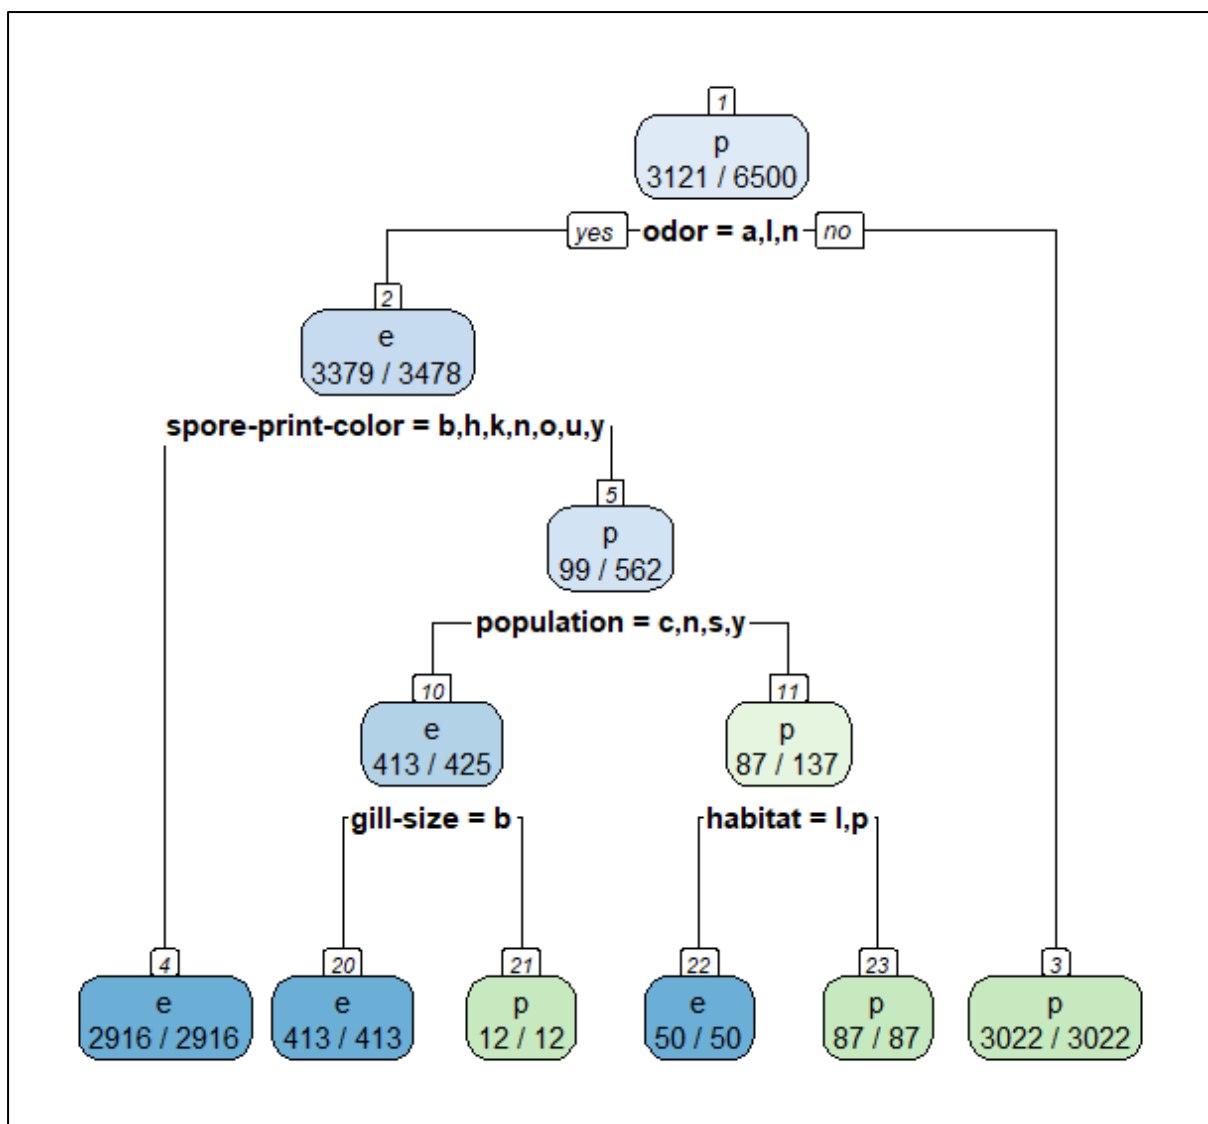 1
p
3121 / 6500
yes odor = a,l,n no
2
e
3379 / 3478
spore-print-color = b,h,k,n,o,u,y
5
p
99 / 562
population = c,n,s,y
10
e
413 / 425
11
p
87 / 137
gill-size = b
habitat = l,p
4
e
2916 / 2916
20
e
413 / 413
21
p
12 / 12
22
e
50 / 50
23
p
87 / 87
3
p
3022 / 3022